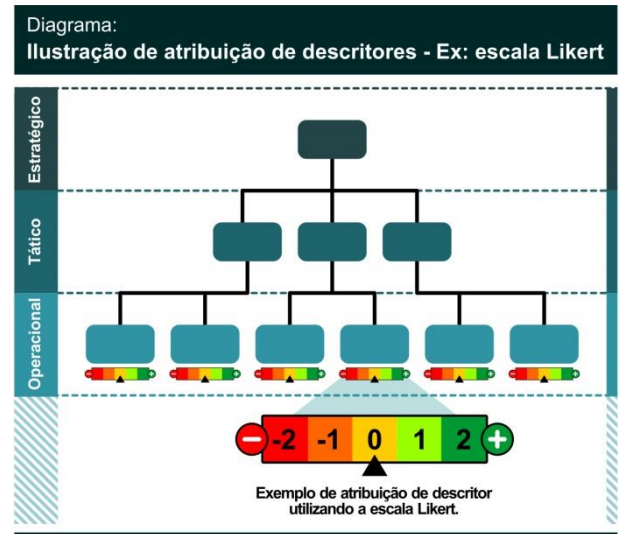 Diagrama:
Ilustração de atribuição de descritores - Ex: escala Likert
Estratégico
Tático
Operacional
-2 -1 0 1 2
Exemplo de atribuição de descritor
utilizando a escala Likert.